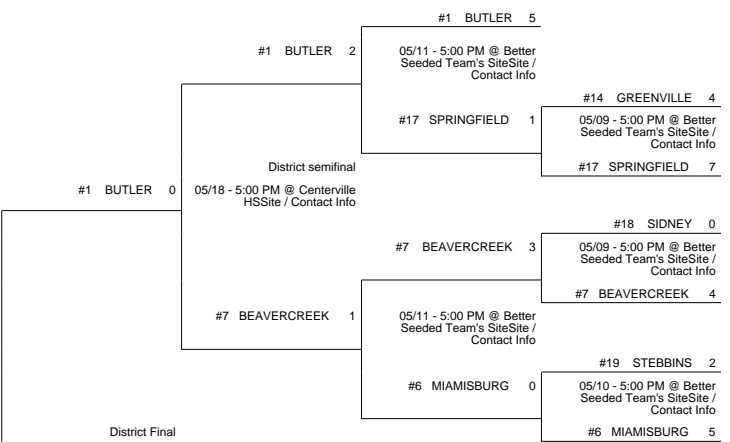 #1 BUTLER 5
#1 BUTLER 2
05/11 - 5:00 PM @ Better
Seeded Team's SiteSite /
Contact Info
#14 GREENVILLE 4
#17 SPRINGFIELD 1
05/09 - 5:00 PM @ Better
Seeded Team's SiteSite /
Contact Info
District semifinal
#17 SPRINGFIELD 7
#1 BUTLER 0
05/18 - 5:00 PM @ Centerville
HSSite / Contact Info
#18 SIDNEY 0
#7 BEAVERCREEK 3
05/09 - 5:00 PM @ Better
Seeded Team's SiteSite /
Contact Info
#7 BEAVERCREEK 4
#7 BEAVERCREEK 1
05/11 - 5:00 PM @ Better
Seeded Team's SiteSite /
Contact Info
#19 STEBBINS 2
#6 MIAMISBURG 0
05/10 - 5:00 PM @ Better
Seeded Team's SiteSite /
Contact Info
District Final
#6 MIAMISBURG 5